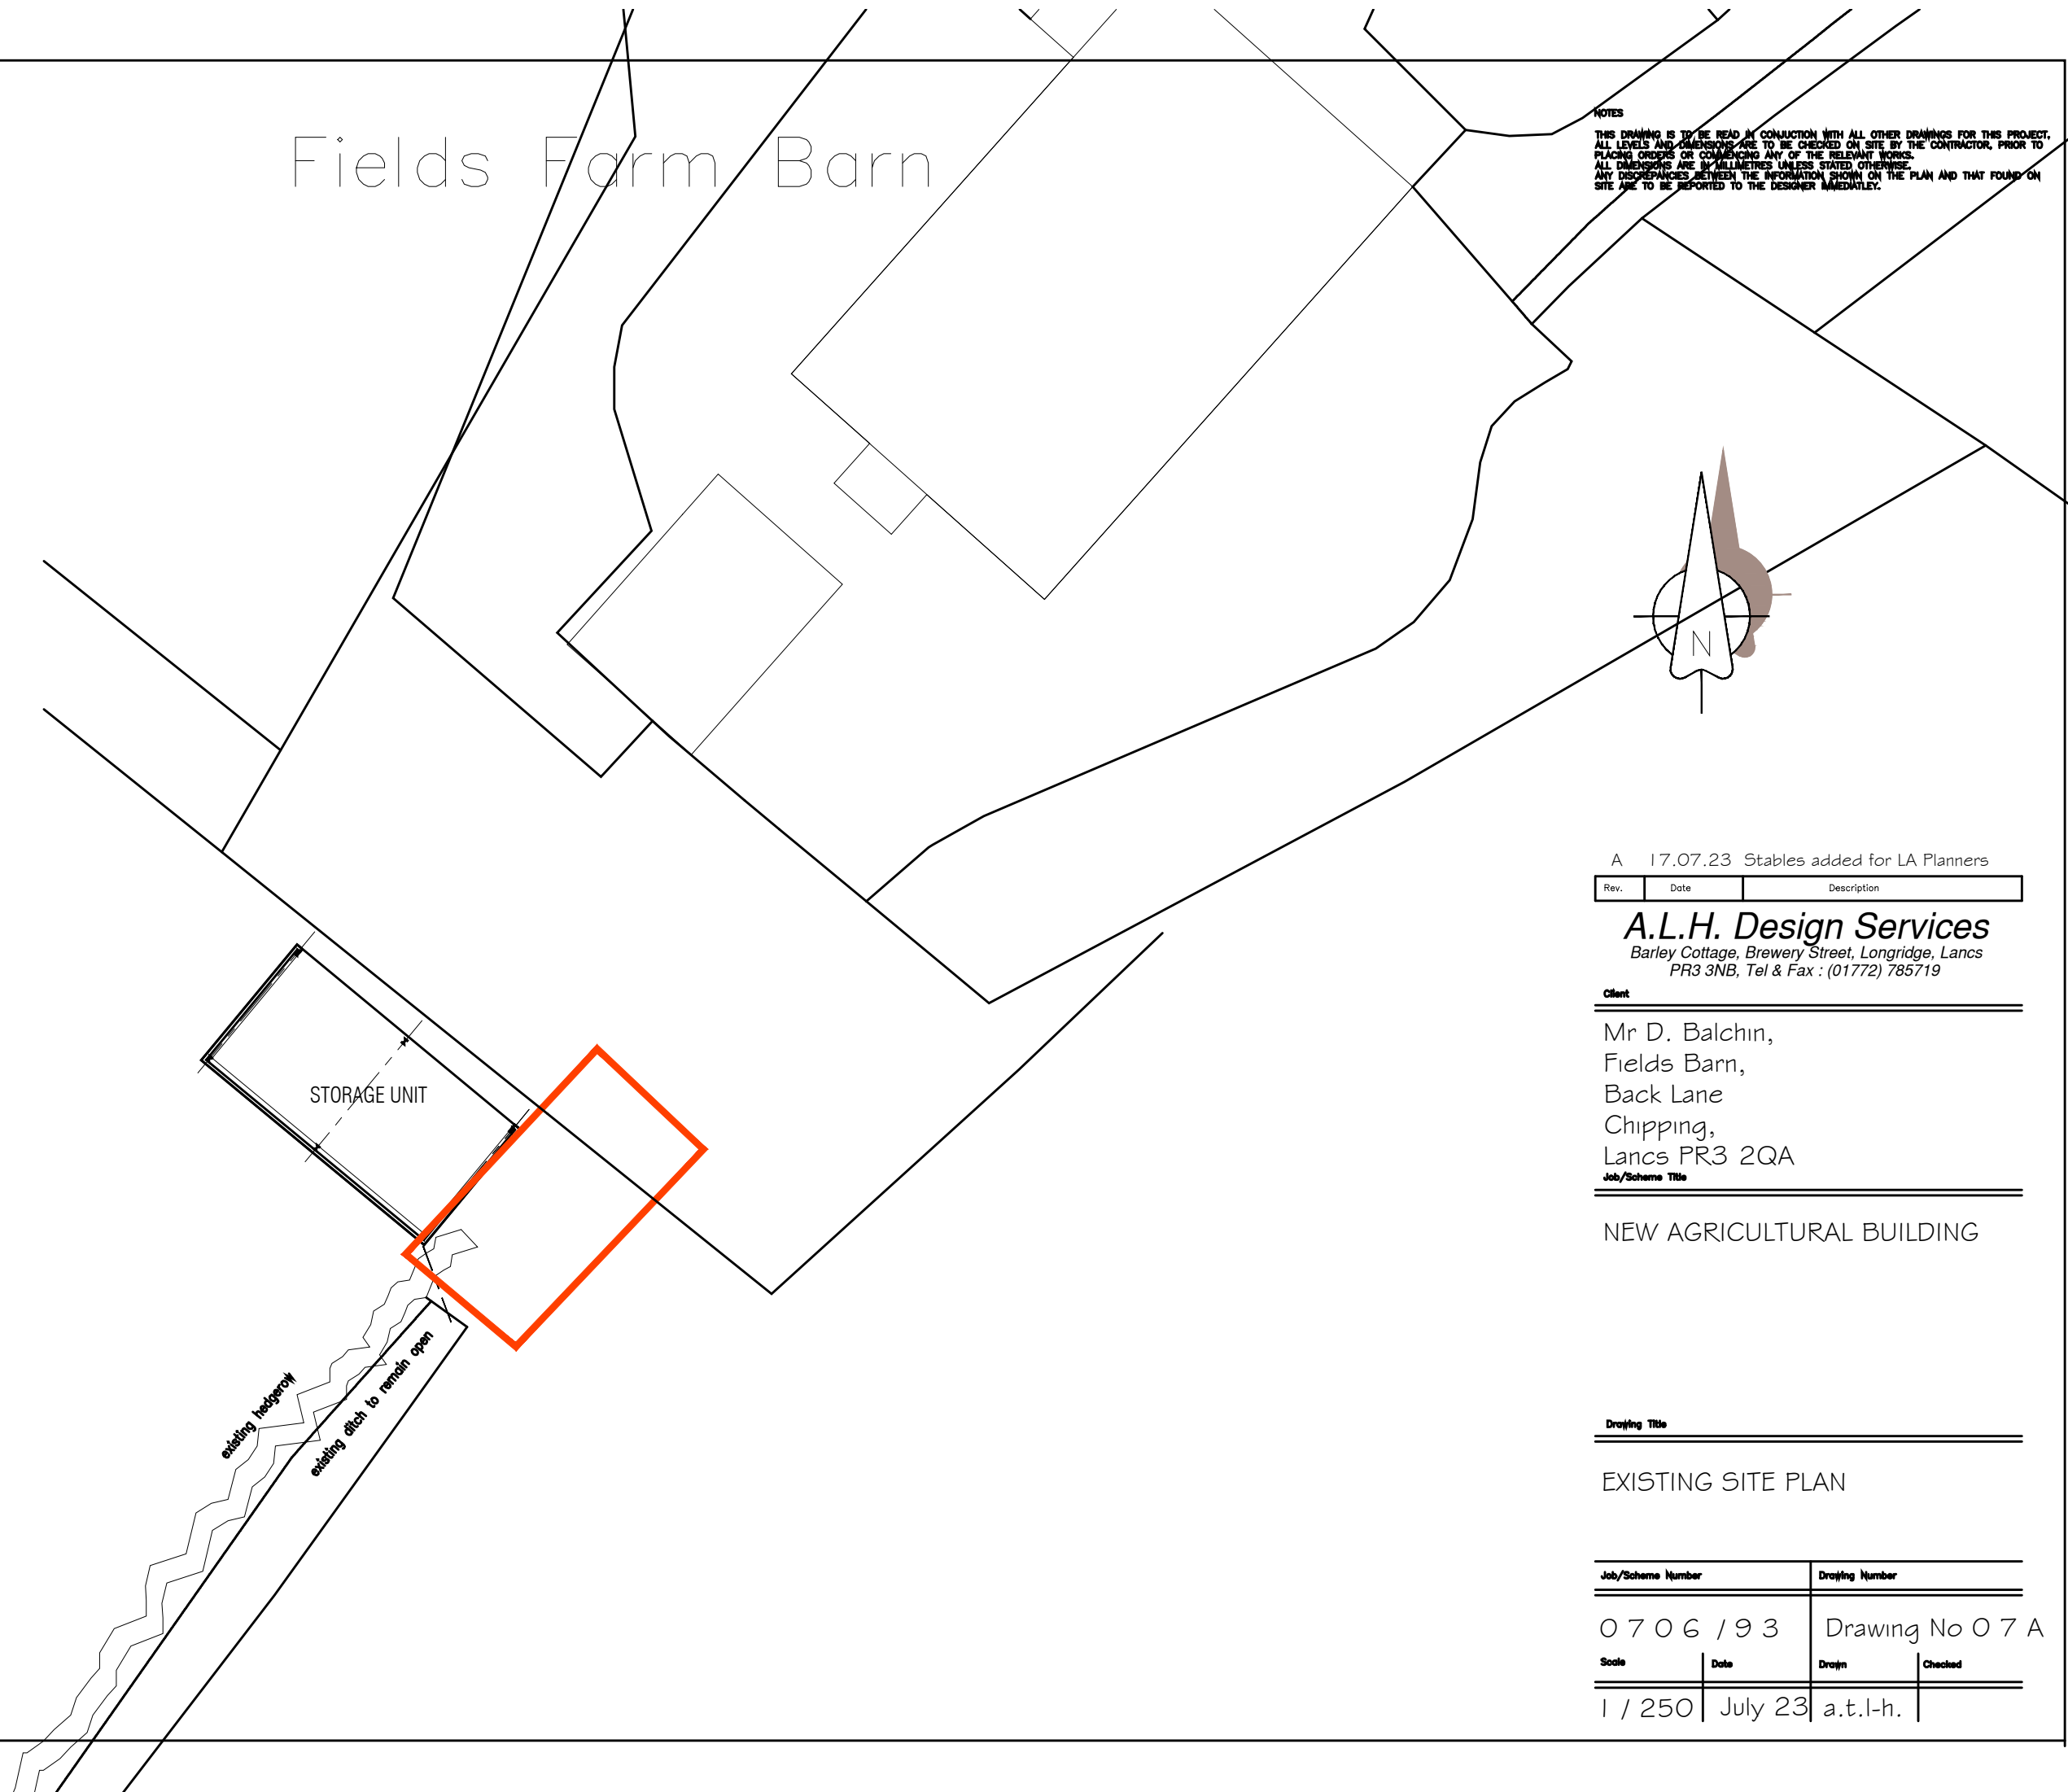 Fields Farm Barn
NOTES
THIS DRAWING IS TO BE READ IN CONJUCTION WITH ALL OTHER DRAWINGS FOR THIS PROJECT,
ALL LEVELS AND DIMENSIONS ARE TO BE CHECKED ON SITE BY THE CONTRACTOR, PRIOR TO
PLACING ORDERS OR COMMENCING ANY OF THE RELEVANT WORKS.
ALL DIMENSIONS ARE IN MILLIMETRES UNLESS STATED OTHERWISE.
ANY DISCREPANCIES BETWEEN THE INFORMATION SHOWN ON THE PLAN AND THAT FOUND ON
SITE ARE TO BE REPORTED TO THE DESIGNER IMMEDIATLEY.
N
STORAGE UNIT
existing hedgerow
existing ditch to remain open
A 17.07.23 Stables added for LA Planners
Rev. Date Description
A.L.H. Design Services
Barley Cottage, Brewery Street, Longridge, Lancs
PR3 3NB, Tel & Fax : (01772) 785719
Client
Mr D. Balchin,
Fields Barn,
Back Lane
Chipping,
Lancs PR3 2QA
Job/Scheme Title
NEW AGRICULTURAL BUILDING
Drawing Title
EXISTING SITE PLAN
Job/Scheme Number Drawing Number
0706/93 Drawing No 07A
Scale Date Drawn Checked
1/250 July 23 a.t.l-h.